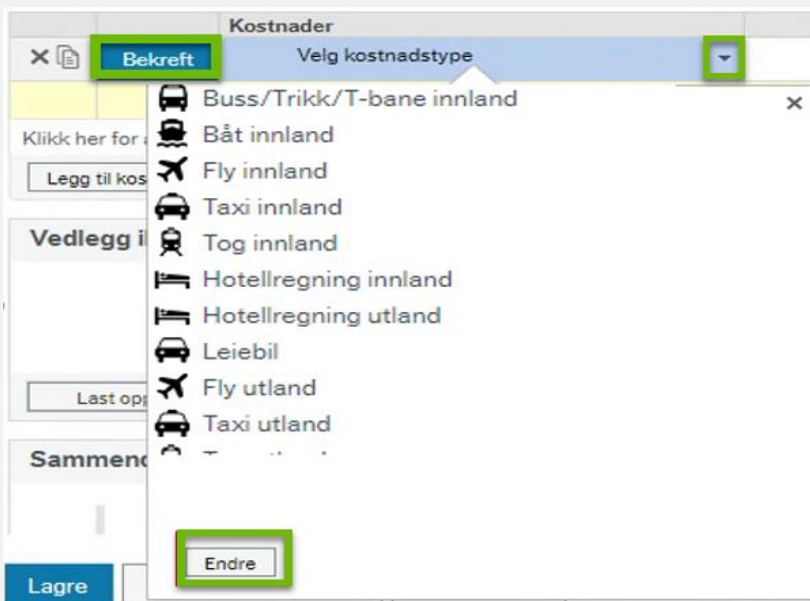 Kostnader
Bekreft Velg kostnadstype
Buss/Trikk/T-bane innland
Båt innland
Klikk her for
Fly innland
Legg til kos
Taxi innland
Vedlegg
Tog innland
Hotellregning innland
Hotellregning utland
Leiebil
Fly utland
Last opp
Taxi utland
Sammend
Endre
Lagre